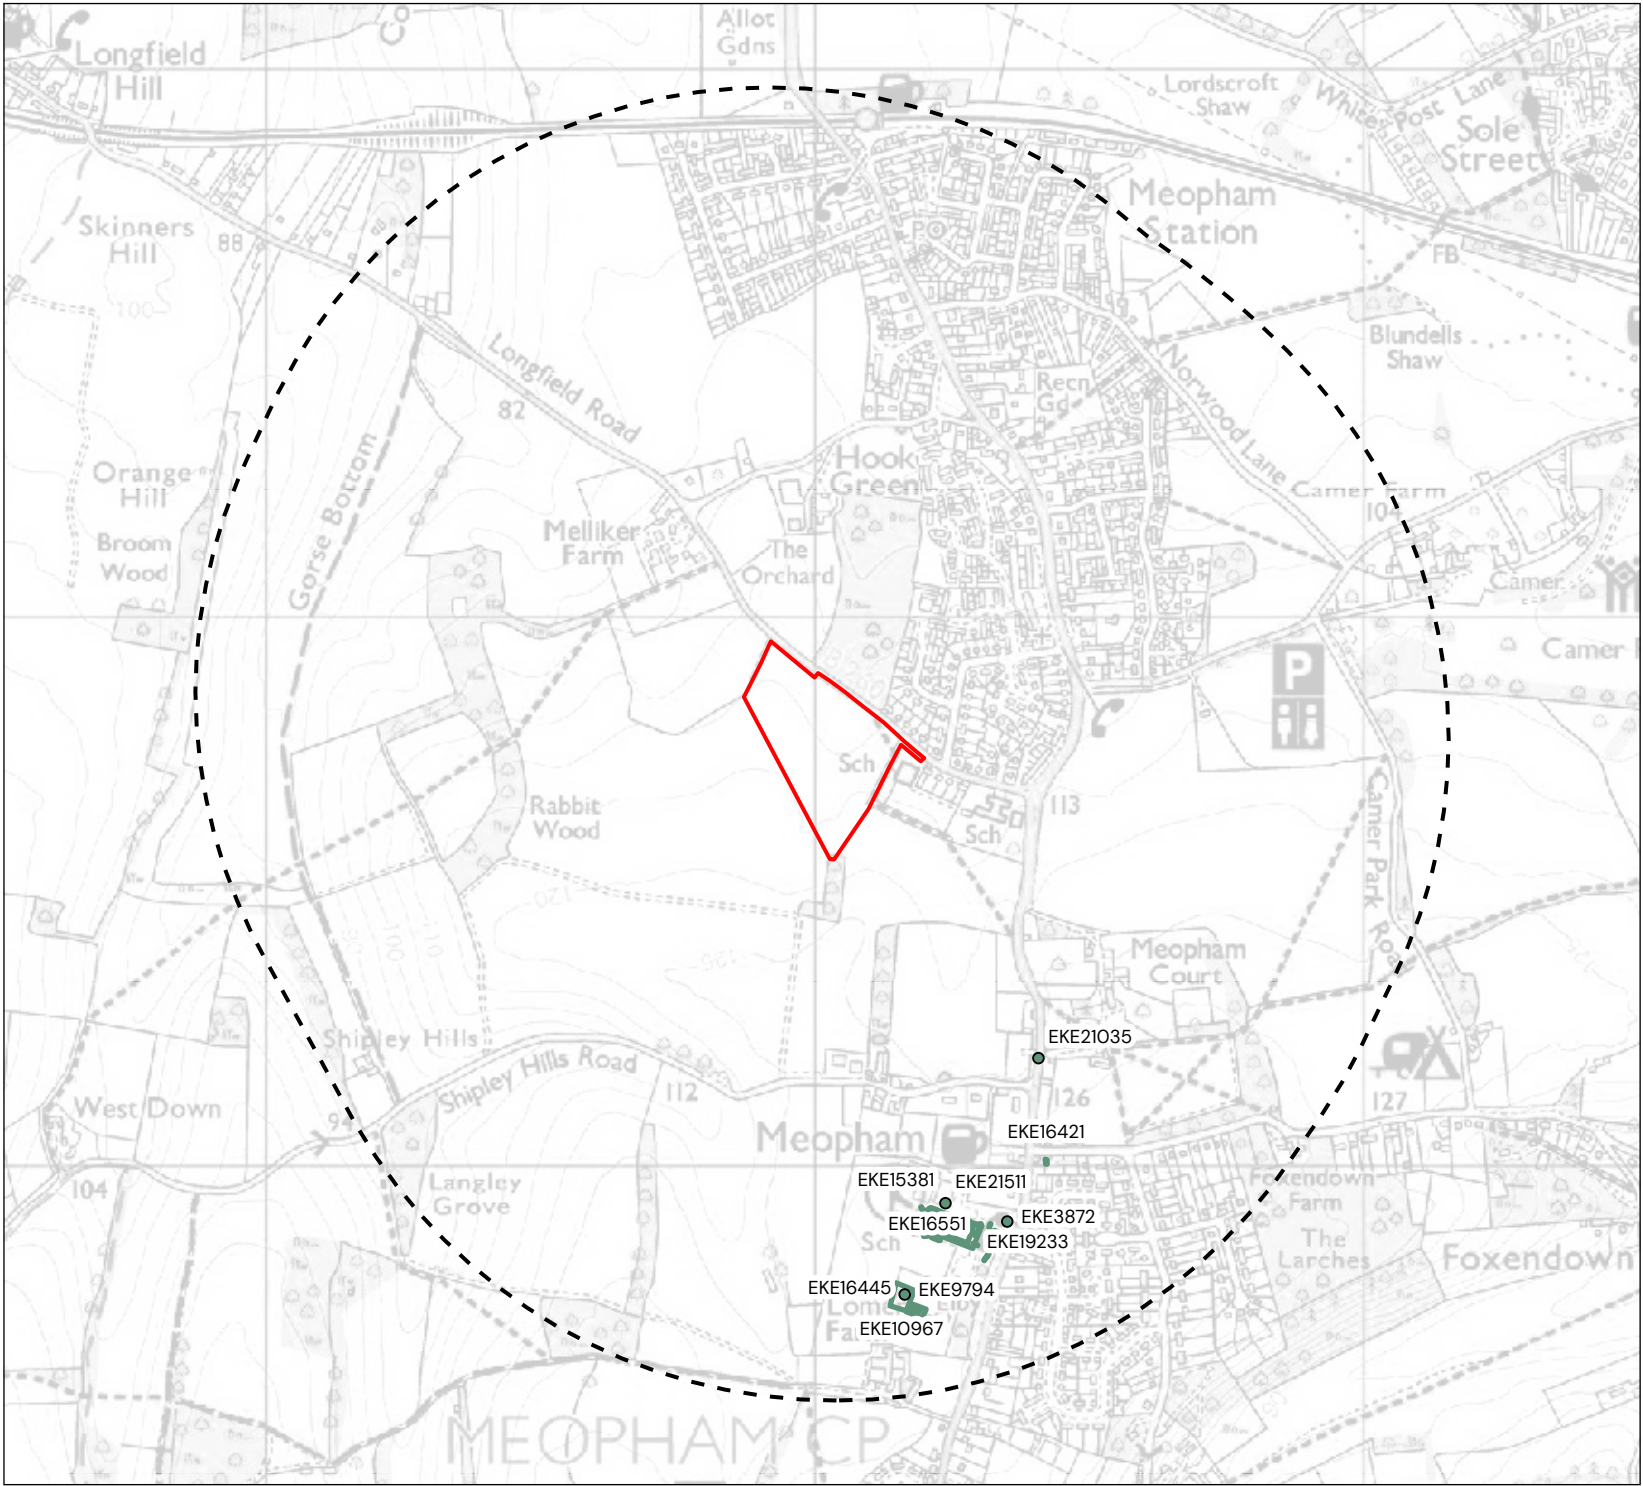 Allot
Gdns
Longfield
Hill
Lordscroft
Shaw
Sole
Street
Meopham
Station
Skinners
Hill
88
FB
100
PO
Blundells
Shaw
Longfield Road
Norwood Lane
Recn
Gd
82
Gorse Bottom
Hook
Green
Orange
Hill
Camer Farm
104
Melliker
Farm
Broom
Wood
The
Orchard
Camer
P
Sch
Rabbit
Wood
113
Sch
Camer Park Road
120
100
Meopham
Court
EKE21035
Shipley Hills
Shipley Hills Road
112
126
127
West Down
94
EKE16421
Meopham
104
Langley
Grove
EKE15381
EKE21511
EKE16551
EKE3872
EKE19233
Sch
Foxendown
Farm
The
Larches
Foxendown
EKE16445
EKE9794
EKE10967
MEOPHAM CP